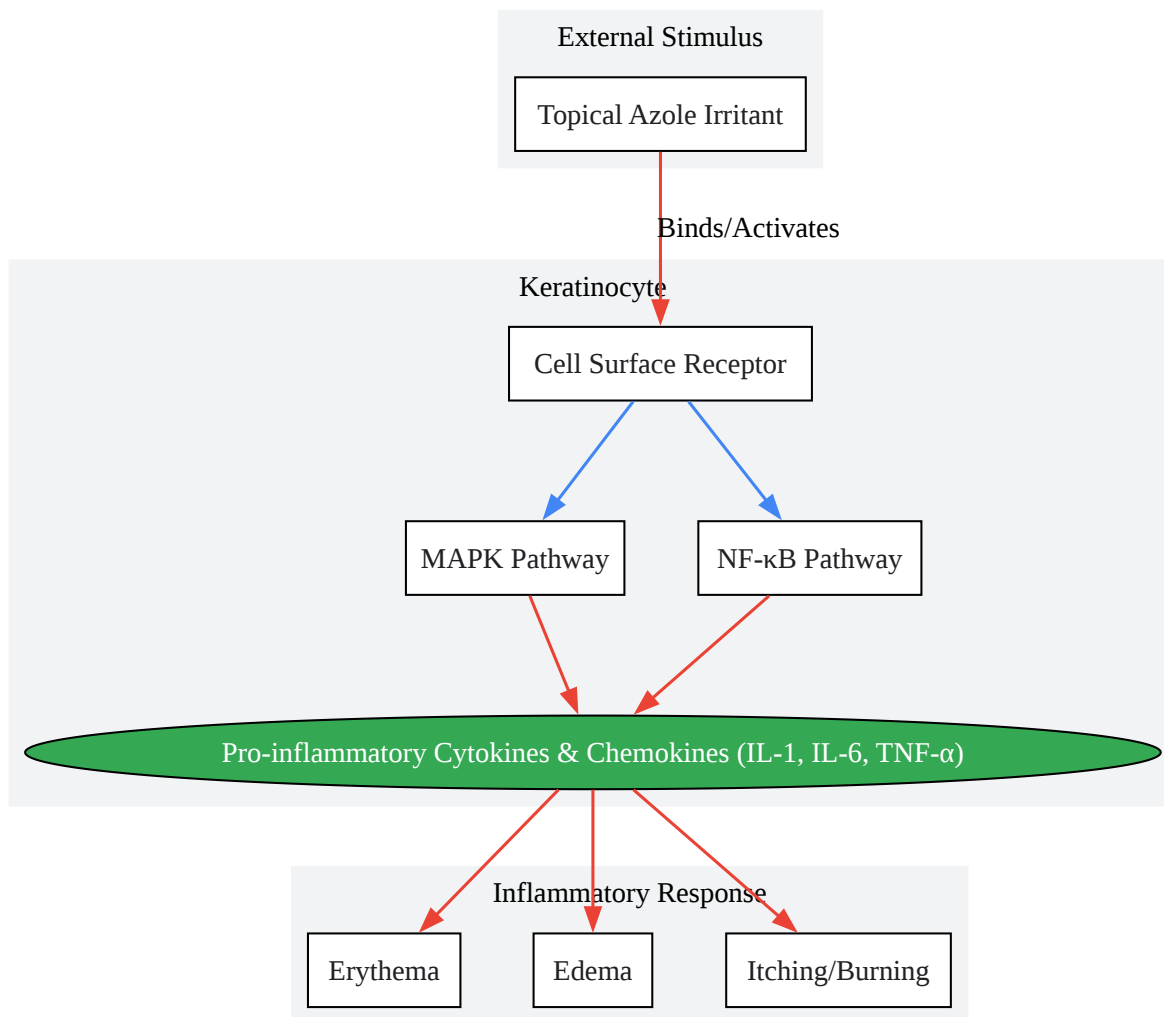 External Stimulus
Topical Azole Irritant
Binds/Activates
Keratinocyte
Cell Surface Receptor
MAPK Pathway
NF-κB Pathway
Pro-inflammatory Cytokines & Chemokines (IL-1, IL-6, TNF-α)
Inflammatory Response
Erythema
Edema
Itching/Burning